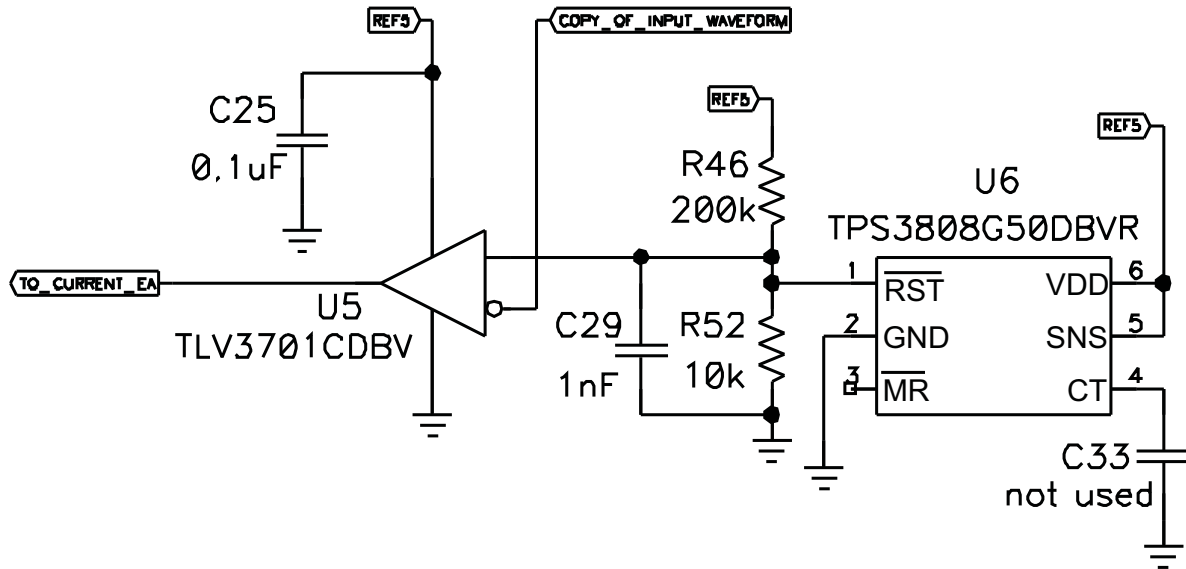 REF5
COPY_OF_INPUT_WAVEFORM
C25
0,1uF
REF5
R46
200k
REF5
U6
TPS3808G50DBVR
TO_CURRENT_EA
U5
TLV3701CDBV
C29
1nF
R52
10k
1
RST
VDD
6
2
GND
SNS
5
3
MR
CT
4
C33
not used